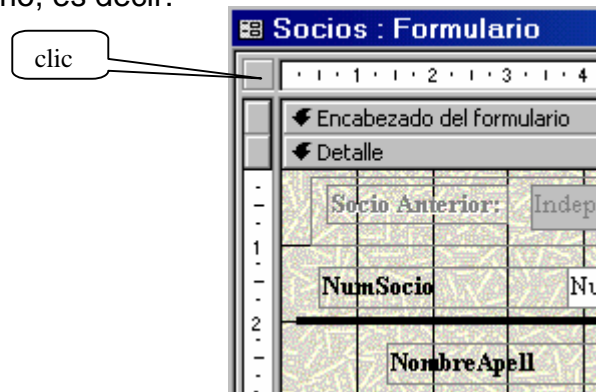 no, es decir:
Socios : Formulario
clic
1 2 3 4
Encabezado del formulario
Detalle
Socio Anterior: Indep
1
NumSocio Nu
2
NombreApell